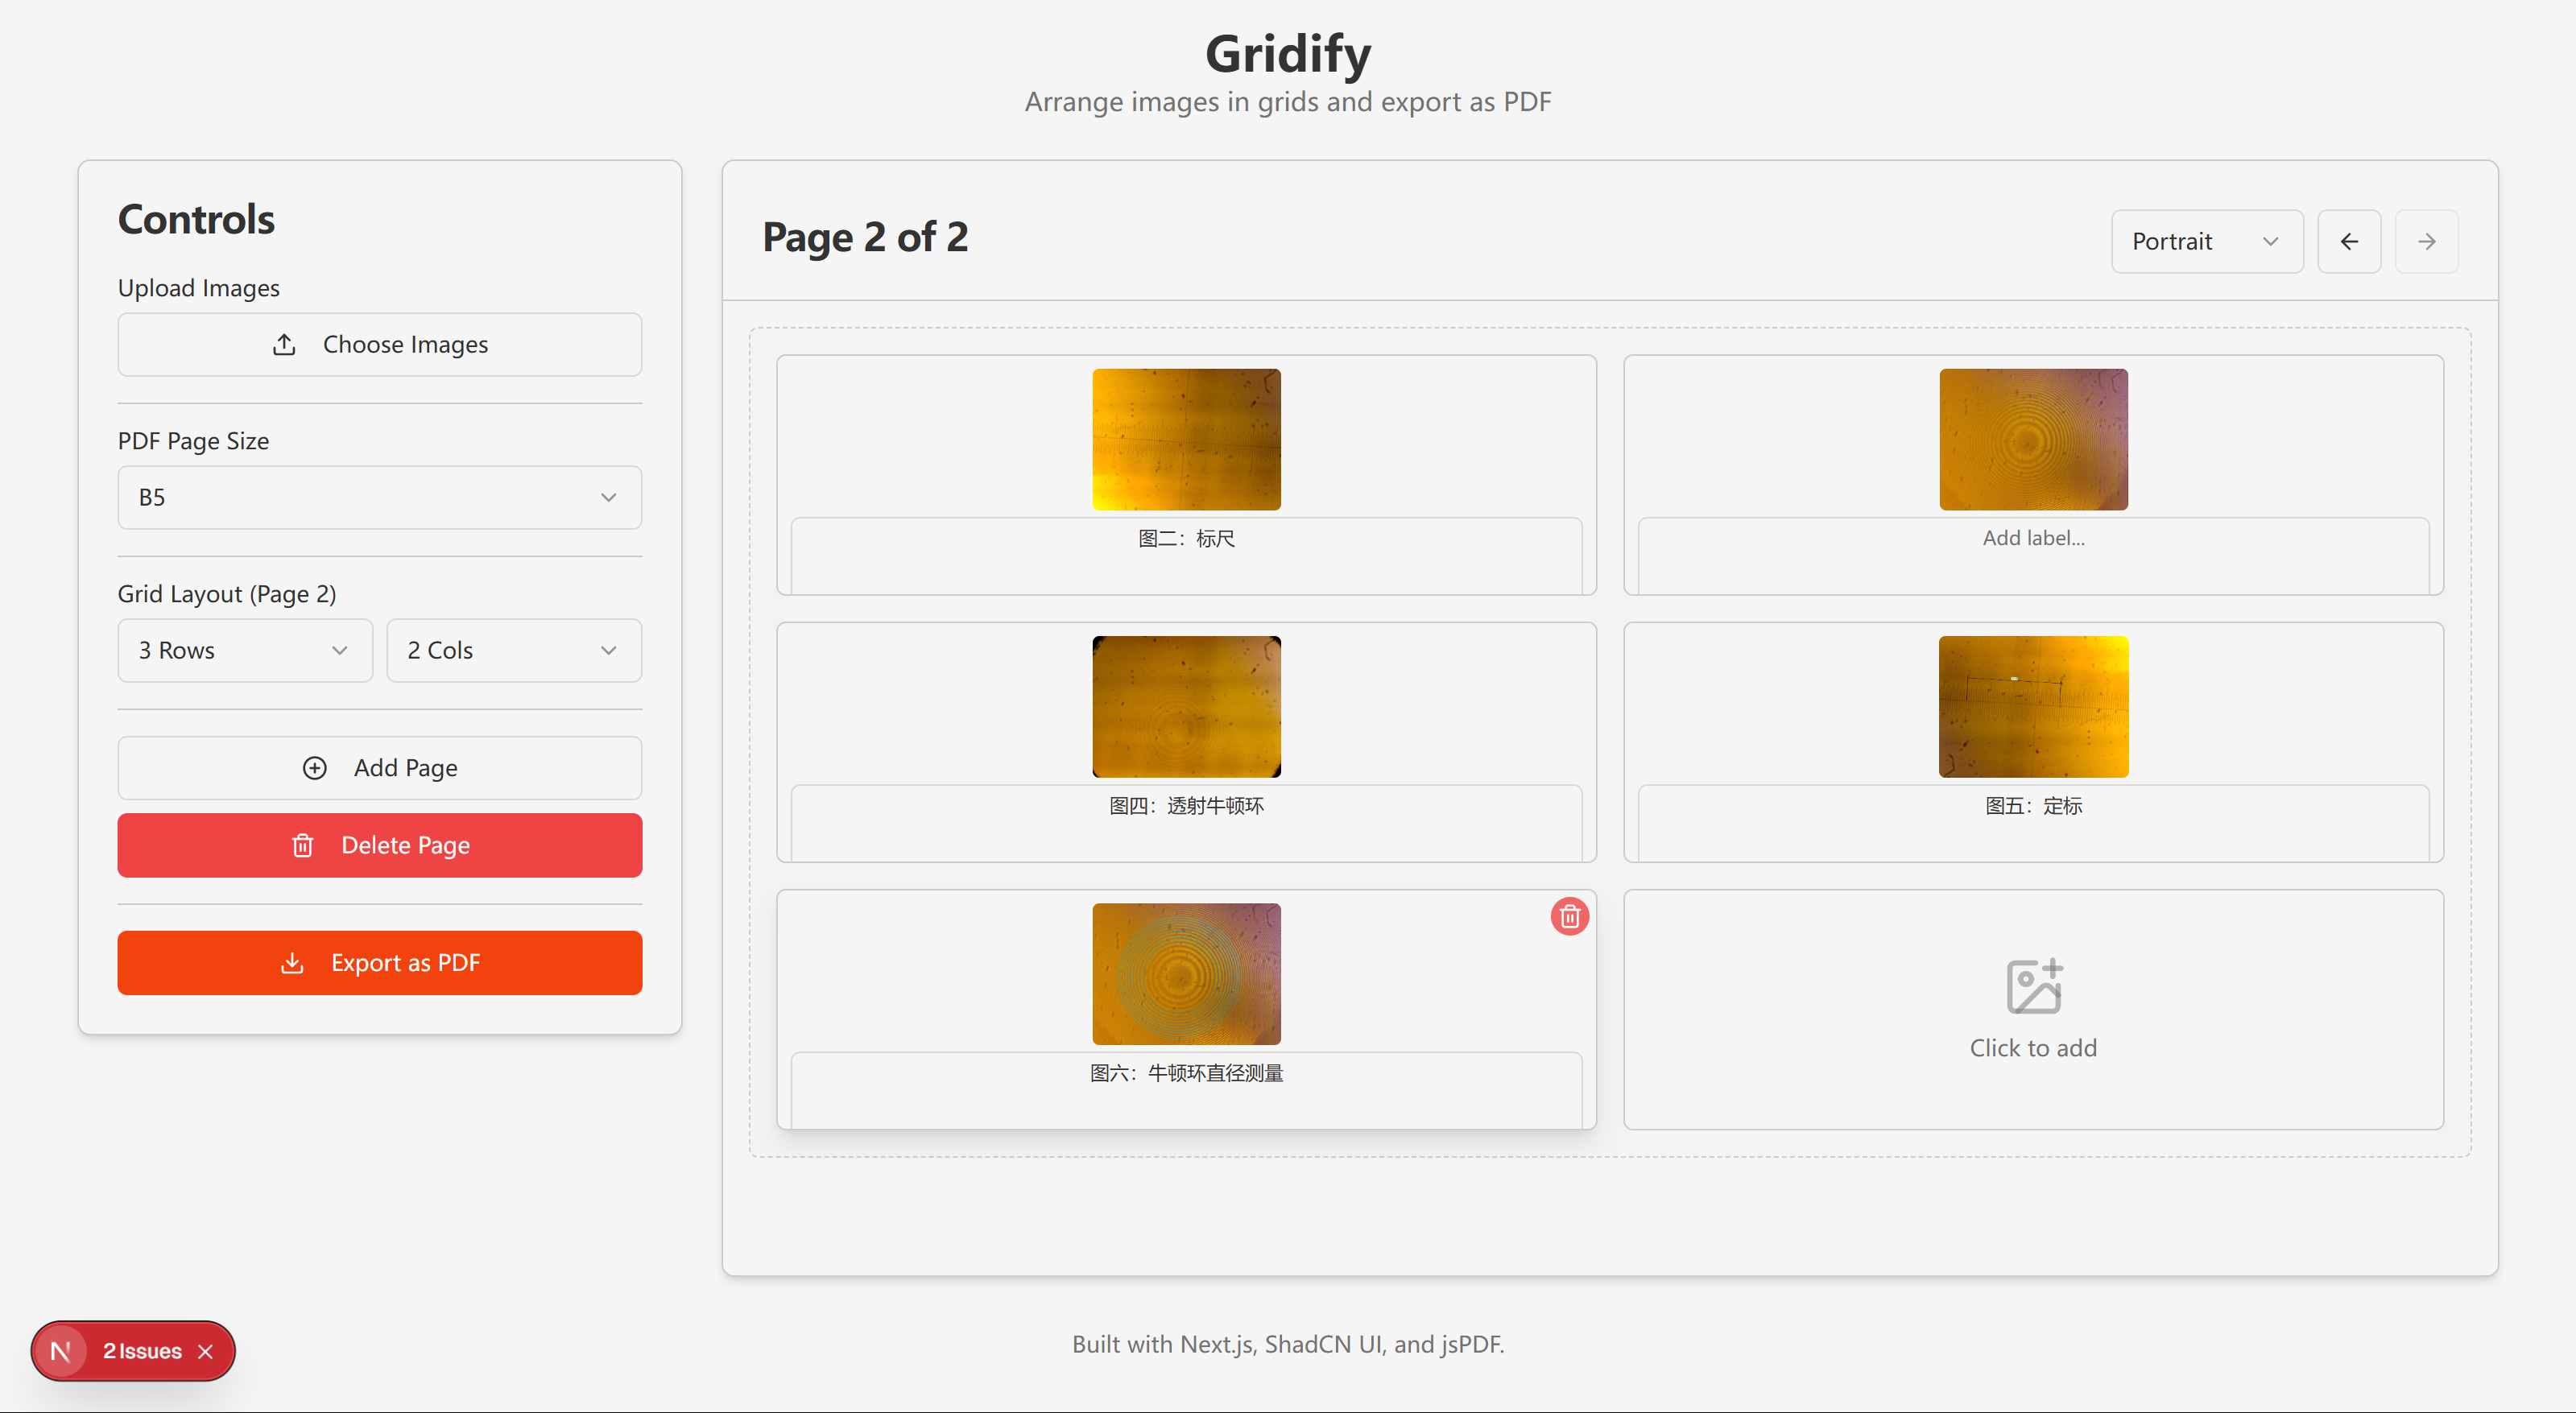 Gridify
Arrange images in grids and export as PDF
Controls
Upload Images
Choose Images
PDF Page Size
B5
Grid Layout (Page 2)
3 Rows
2 Cols
Add Page
Delete Page
Export as PDF
Page 2 of 2
Portrait
图二：标尺
Add label...
图四：透射牛顿环
图五：定标
图六：牛顿环直径测量
Click to add
N
2 Issues
Built with Next.js, ShadCN UI, and jsPDF.